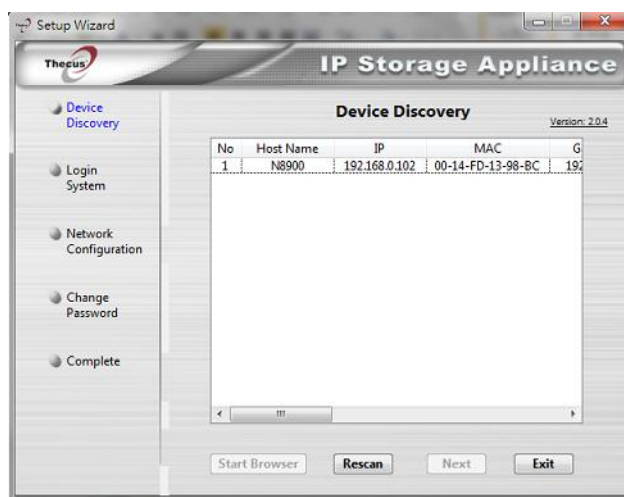 Setup Wizard
Thecus
IP Storage Appliance
Device Discovery
Device Discovery
Version: 2.0.4
Login System
Network Configuration
Change Password
Complete
No Host Name IP MAC G
1 N8900 192.168.0.102 00-14-FD-13-98-BC 192
Start Browser Rescan Next Exit